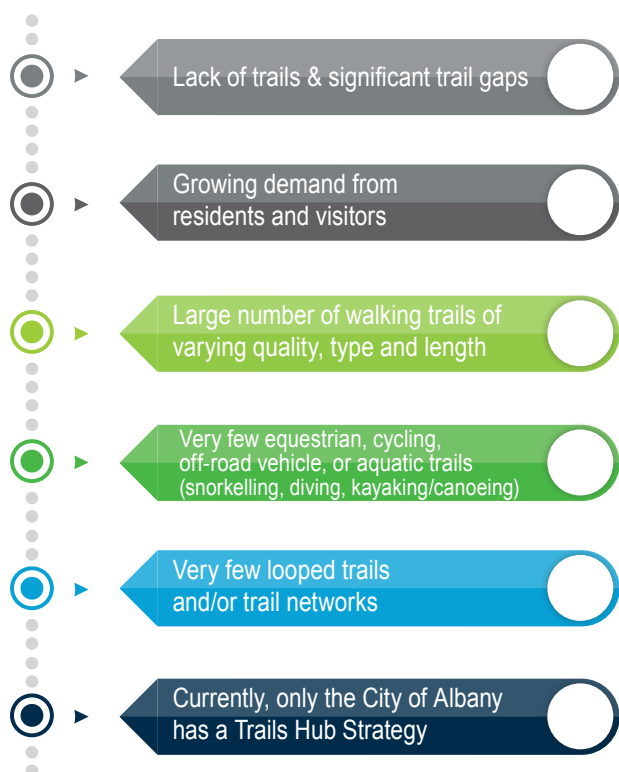 Lack of trails & significant trail gaps
Growing demand from
residents and visitors
Large number of walking trails of
varying quality, type and length
Very few equestrian, cycling,
off-road vehicle, or aquatic trails
(snorkelling, diving, kayaking/canoeing)
Very few looped trails
and/or trail networks
Currently, only the City of Albany
has a Trails Hub Strategy